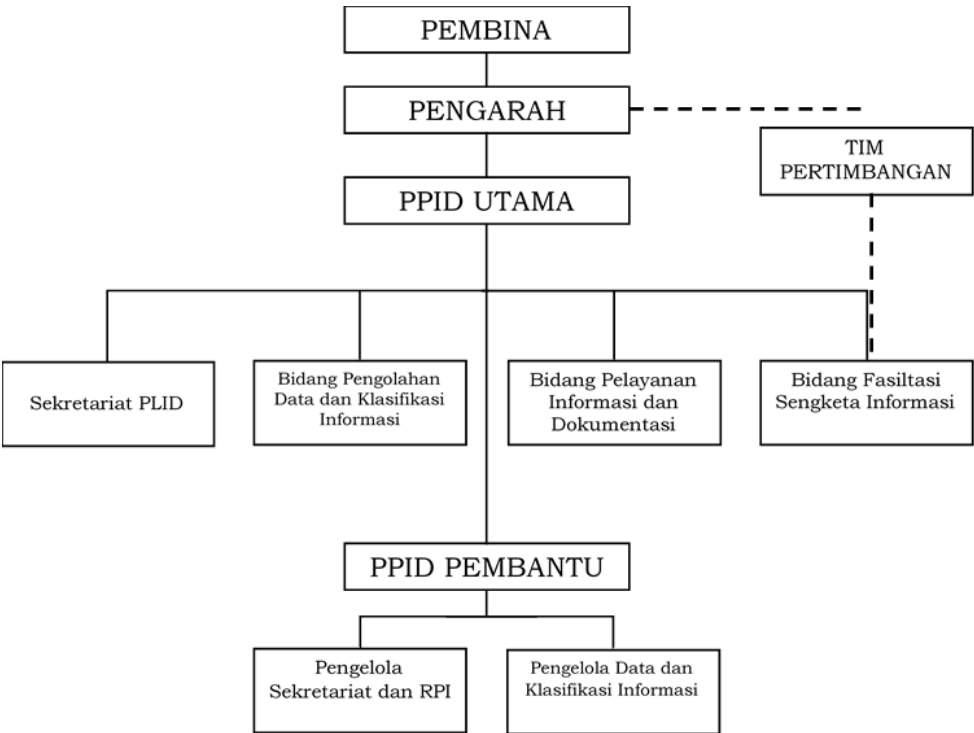 PEMBINA
PENGARAH
TIM
PERTIMBANGAN
PPID UTAMA
Sekretariat PLID
Bidang Pengolahan
Data dan Klasifikasi
Informasi
Bidang Pelayanan
Informasi dan
Dokumentasi
Bidang Fasiltasi
Sengketa Informasi
PPID PEMBANTU
Pengelola
Sekretariat dan RPI
Pengelola Data dan
Klasifikasi Informasi